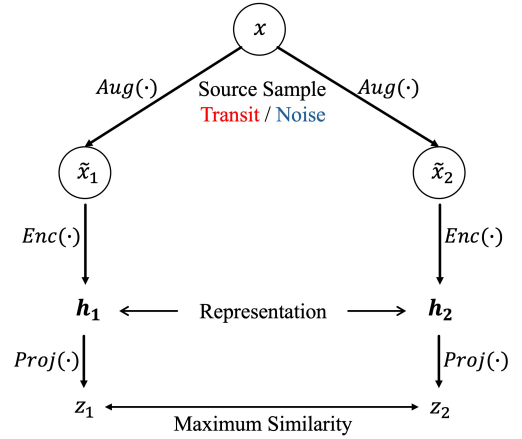 x
Aug(·) Aug(·)
Source Sample
Transit / Noise
x̃₁ x̃₂
Enc(·) Enc(·)
h₁ Representation h₂
Proj(·) Proj(·)
z₁ z₂
Maximum Similarity